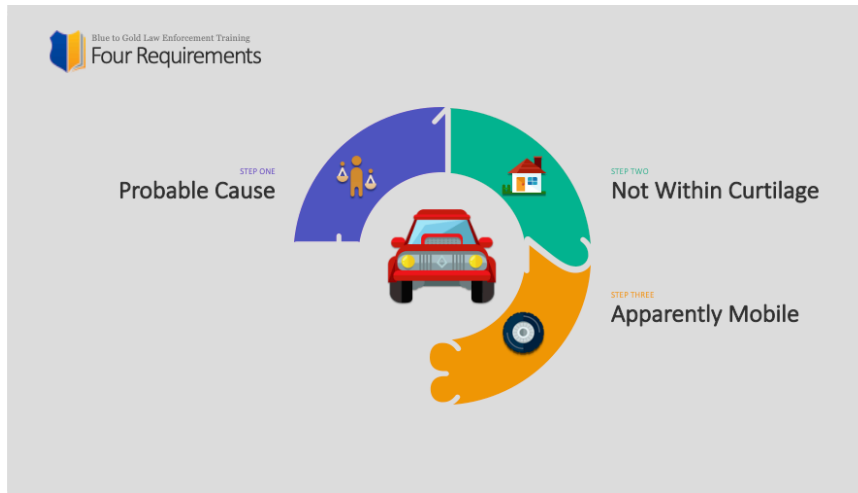 Blue to Gold Law Enforcement Training
Four Requirements
STEP ONE
Probable Cause
STEP TWO
Not Within Curtilage
STEP THREE
Apparently Mobile